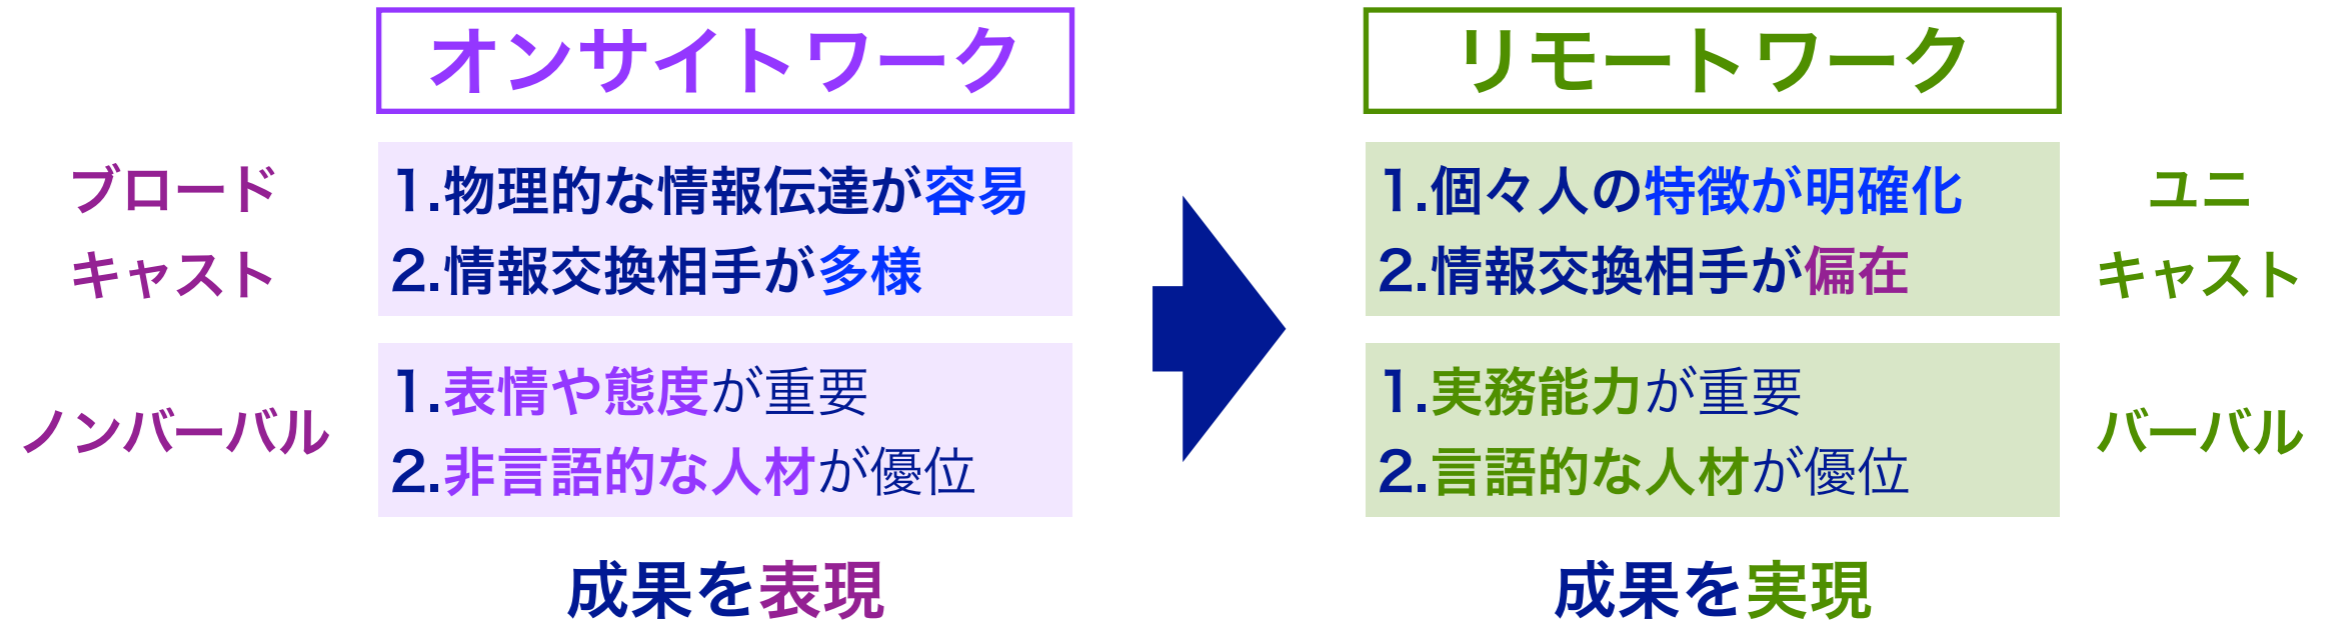 オンサイトワーク
ブロード
キャスト
1.物理的な情報伝達が容易
2.情報交換相手が多様
ノンバーバル
1.表情や態度が重要
2.非言語的な人材が優位
成果を表現
リモートワーク
1.個々人の特徴が明確化
2.情報交換相手が偏在
ユニ
キャスト
1.実務能力が重要
2.言語的な人材が優位
バーバル
成果を実現